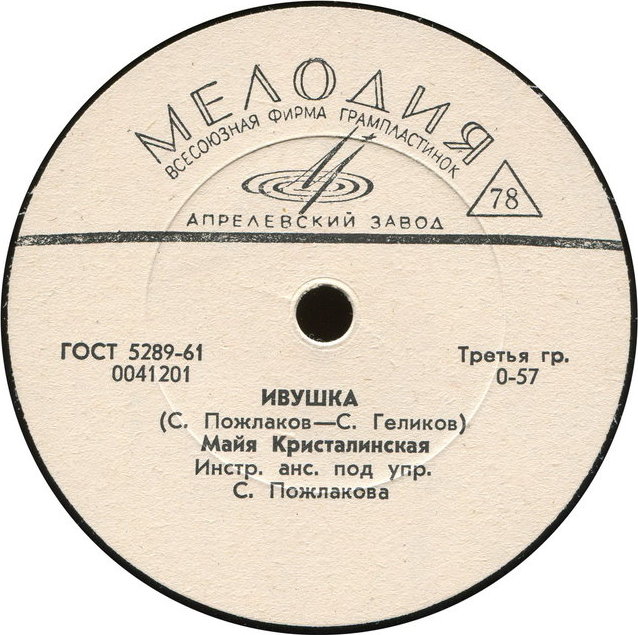 МЕЛОДИЯ
ВСЕСОЮЗНАЯ ФИРМА ГРАМПЛАСТИНОК
78
АПРЕЛЕВСКИЙ ЗАВОД
ГОСТ 5289-61
0041201
Третья гр.
0-57
ИВУШКА
(С. Пожлаков—С. Геликов)
Майя Кристалинская
Инстр. анс. под упр.
С. Пожлакова